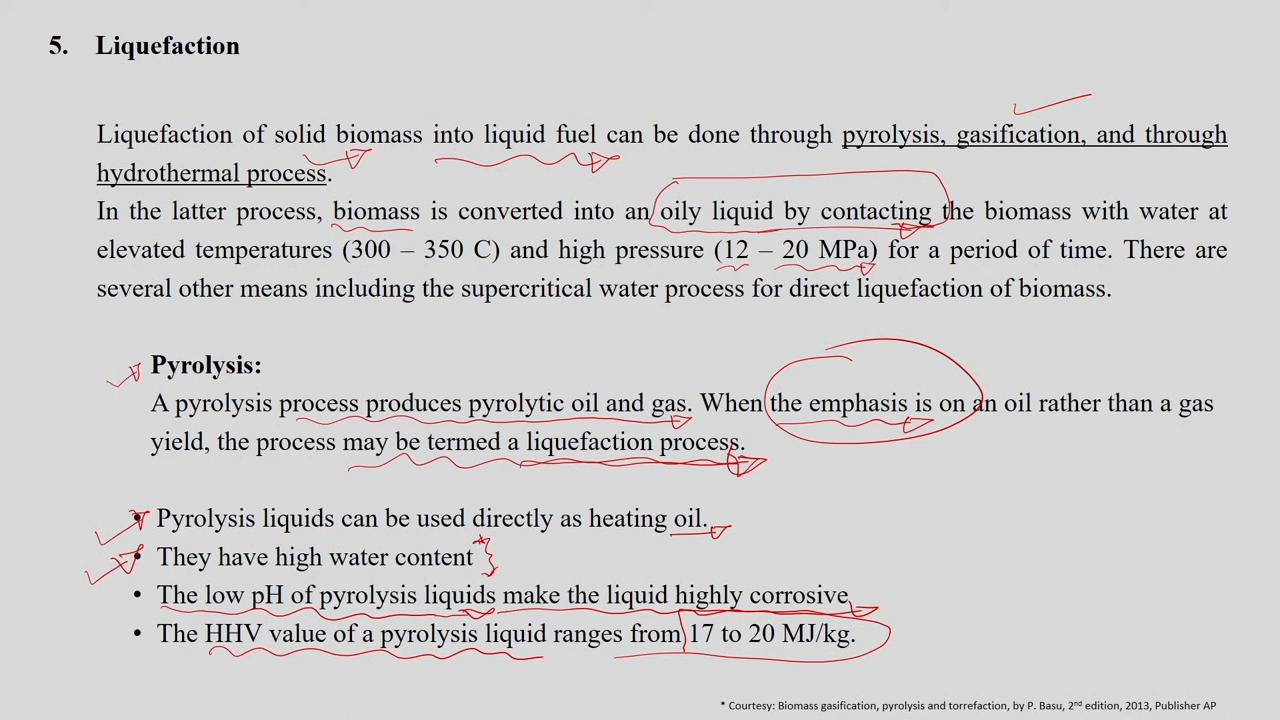 5. Liquefaction
Liquefaction of solid biomass into liquid fuel can be done through pyrolysis, gasification, and through
hydrothermal process.
In the latter process, biomass is converted into an oily liquid by contacting the biomass with water at
elevated temperatures (300 – 350 C) and high pressure (12 – 20 MPa) for a period of time. There are
several other means including the supercritical water process for direct liquefaction of biomass.
Pyrolysis:
A pyrolysis process produces pyrolytic oil and gas. When the emphasis is on an oil rather than a gas
yield, the process may be termed a liquefaction process.
• Pyrolysis liquids can be used directly as heating oil.
• They have high water content
• The low pH of pyrolysis liquids make the liquid highly corrosive
• The HHV value of a pyrolysis liquid ranges from 17 to 20 MJ/kg.
* Courtesy: Biomass gasification, pyrolysis and torrefaction, by P. Basu, 2nd edition, 2013, Publisher AP